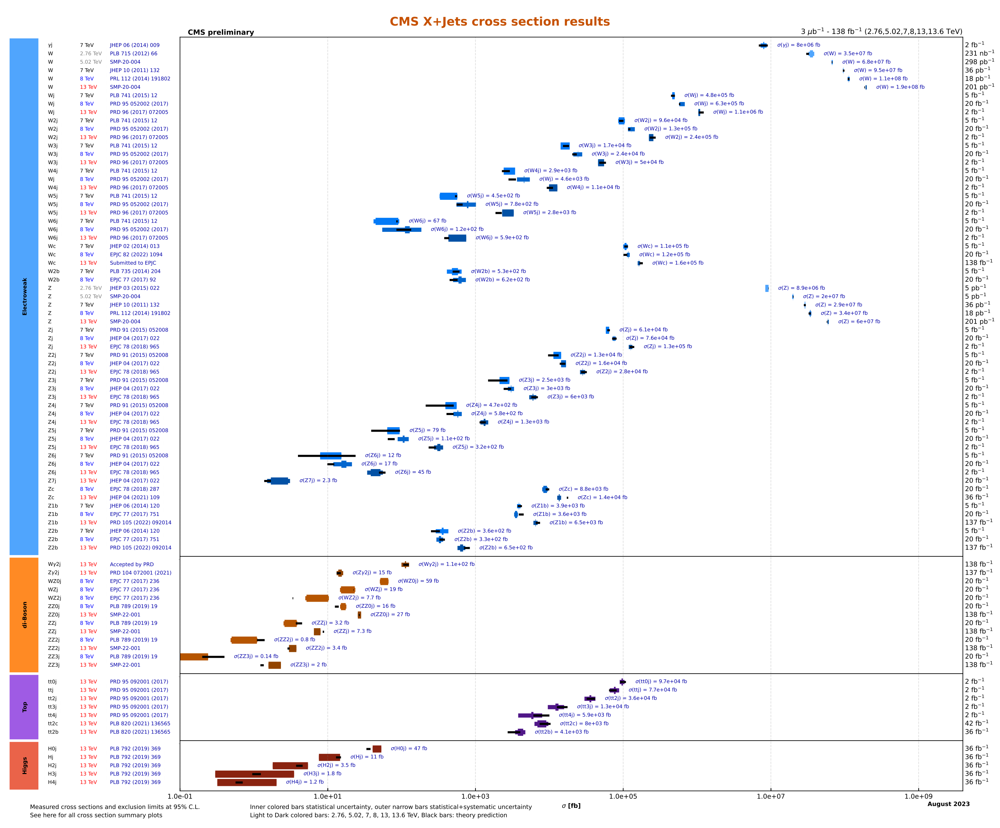 CMS X+Jets cross section results
CMS preliminary 3 μb⁻¹ - 138 fb⁻¹ (2.76,5.02,7,8,13,13.6 TeV)
Electroweak
γj 7 TeV JHEP 06 (2014) 009 σ(γj) = 8e+06 fb 2 fb⁻¹
W 2.76 TeV PLB 715 (2012) 66 σ(W) = 3.5e+07 fb 231 nb⁻¹
W 5.02 TeV SMP-20-004 σ(W) = 6.8e+07 fb 298 pb⁻¹
W 7 TeV JHEP 10 (2011) 132 σ(W) = 9.5e+07 fb 36 pb⁻¹
W 8 TeV PRL 112 (2014) 191802 σ(W) = 1.1e+08 fb 18 pb⁻¹
W 13 TeV SMP-20-004 σ(W) = 1.9e+08 fb 201 pb⁻¹
Wj 7 TeV PLB 741 (2015) 12 σ(Wj) = 4.8e+05 fb 5 fb⁻¹
Wj 8 TeV PRD 95 052002 (2017) σ(Wj) = 6.3e+05 fb 20 fb⁻¹
Wj 13 TeV PRD 96 (2017) 072005 σ(Wj) = 1.1e+06 fb 2 fb⁻¹
W2j 7 TeV PLB 741 (2015) 12 σ(W2j) = 9.6e+04 fb 5 fb⁻¹
W2j 8 TeV PRD 95 052002 (2017) σ(W2j) = 1.3e+05 fb 20 fb⁻¹
W2j 13 TeV PRD 96 (2017) 072005 σ(W2j) = 2.4e+05 fb 2 fb⁻¹
W3j 7 TeV PLB 741 (2015) 12 σ(W3j) = 1.7e+04 fb 5 fb⁻¹
W3j 8 TeV PRD 95 052002 (2017) σ(W3j) = 2.4e+04 fb 20 fb⁻¹
W3j 13 TeV PRD 96 (2017) 072005 σ(W3j) = 5e+04 fb 2 fb⁻¹
W4j 7 TeV PLB 741 (2015) 12 σ(W4j) = 2.9e+03 fb 5 fb⁻¹
Wj 8 TeV PRD 95 052002 (2017) σ(Wj) = 4.6e+03 fb 20 fb⁻¹
W4j 13 TeV PRD 96 (2017) 072005 σ(W4j) = 1.1e+04 fb 2 fb⁻¹
W5j 7 TeV PLB 741 (2015) 12 σ(W5j) = 4.5e+02 fb 5 fb⁻¹
W5j 8 TeV PRD 95 052002 (2017) σ(W5j) = 7.8e+02 fb 20 fb⁻¹
W5j 13 TeV PRD 96 (2017) 072005 σ(W5j) = 2.8e+03 fb 2 fb⁻¹
W6j 7 TeV PLB 741 (2015) 12 σ(W6j) = 67 fb 5 fb⁻¹
W6j 8 TeV PRD 95 052002 (2017) σ(W6j) = 1.2e+02 fb 20 fb⁻¹
W6j 13 TeV PRD 96 (2017) 072005 σ(W6j) = 5.9e+02 fb 2 fb⁻¹
Wc 7 TeV JHEP 02 (2014) 013 σ(Wc) = 1.1e+05 fb 5 fb⁻¹
Wc 8 TeV EPJC 82 (2022) 1094 σ(Wc) = 1.2e+05 fb 20 fb⁻¹
Wc 13 TeV Submitted to EPJC σ(Wc) = 1.6e+05 fb 138 fb⁻¹
W2b 7 TeV PLB 735 (2014) 204 σ(W2b) = 5.3e+02 fb 5 fb⁻¹
W2b 8 TeV EPJC 77 (2017) 92 σ(W2b) = 6.2e+02 fb 20 fb⁻¹
Z 2.76 TeV JHEP 03 (2015) 022 σ(Z) = 8.9e+06 fb 5 pb⁻¹
Z 5.02 TeV SMP-20-004 σ(Z) = 2e+07 fb 5 pb⁻¹
Z 7 TeV JHEP 10 (2011) 132 σ(Z) = 2.9e+07 fb 36 pb⁻¹
Z 8 TeV PRL 112 (2014) 191802 σ(Z) = 3.4e+07 fb 18 pb⁻¹
Z 13 TeV SMP-20-004 σ(Z) = 6e+07 fb 201 pb⁻¹
Zj 7 TeV PRD 91 (2015) 052008 σ(Zj) = 6.1e+04 fb 5 fb⁻¹
Zj 8 TeV JHEP 04 (2017) 022 σ(Zj) = 7.6e+04 fb 20 fb⁻¹
Zj 13 TeV EPJC 78 (2018) 965 σ(Zj) = 1.3e+05 fb 2 fb⁻¹
Z2j 7 TeV PRD 91 (2015) 052008 σ(Z2j) = 1.3e+04 fb 5 fb⁻¹
Z2j 8 TeV JHEP 04 (2017) 022 σ(Z2j) = 1.6e+04 fb 20 fb⁻¹
Z2j 13 TeV EPJC 78 (2018) 965 σ(Z2j) = 2.8e+04 fb 2 fb⁻¹
Z3j 7 TeV PRD 91 (2015) 052008 σ(Z3j) = 2.5e+03 fb 5 fb⁻¹
Z3j 8 TeV JHEP 04 (2017) 022 σ(Z3j) = 3e+03 fb 20 fb⁻¹
Z3j 13 TeV EPJC 78 (2018) 965 σ(Z3j) = 6e+03 fb 2 fb⁻¹
Z4j 7 TeV PRD 91 (2015) 052008 σ(Z4j) = 4.7e+02 fb 5 fb⁻¹
Z4j 8 TeV JHEP 04 (2017) 022 σ(Z4j) = 5.8e+02 fb 20 fb⁻¹
Z4j 13 TeV EPJC 78 (2018) 965 σ(Z4j) = 1.3e+03 fb 2 fb⁻¹
Z5j 7 TeV PRD 91 (2015) 052008 σ(Z5j) = 79 fb 5 fb⁻¹
Z5j 8 TeV JHEP 04 (2017) 022 σ(Z5j) = 1.1e+02 fb 20 fb⁻¹
Z5j 13 TeV EPJC 78 (2018) 965 σ(Z5j) = 3.2e+02 fb 2 fb⁻¹
Z6j 7 TeV PRD 91 (2015) 052008 σ(Z6j) = 12 fb 5 fb⁻¹
Z6j 8 TeV JHEP 04 (2017) 022 σ(Z6j) = 17 fb 20 fb⁻¹
Z6j 13 TeV EPJC 78 (2018) 965 σ(Z6j) = 45 fb 2 fb⁻¹
Z7j 13 TeV JHEP 04 (2017) 022 σ(Z7j) = 2.3 fb 20 fb⁻¹
Zc 8 TeV EPJC 78 (2018) 287 σ(Zc) = 8.8e+03 fb 20 fb⁻¹
Zc 13 TeV JHEP 04 (2021) 109 σ(Zc) = 1.4e+04 fb 36 fb⁻¹
Z1b 7 TeV JHEP 06 (2014) 120 σ(Z1b) = 3.9e+03 fb 5 fb⁻¹
Z1b 8 TeV EPJC 77 (2017) 751 σ(Z1b) = 3.6e+03 fb 20 fb⁻¹
Z1b 13 TeV PRD 105 (2022) 092014 σ(Z1b) = 6.5e+03 fb 137 fb⁻¹
Z2b 7 TeV JHEP 06 (2014) 120 σ(Z2b) = 3.6e+02 fb 5 fb⁻¹
Z2b 8 TeV EPJC 77 (2017) 751 σ(Z2b) = 3.3e+02 fb 20 fb⁻¹
Z2b 13 TeV PRD 105 (2022) 092014 σ(Z2b) = 6.5e+02 fb 137 fb⁻¹
di-Boson
Wγ2j 13 TeV Accepted by PRD σ(Wγ2j) = 1.1e+02 fb 138 fb⁻¹
Zγ2j 13 TeV PRD 104 072001 (2021) σ(Zγ2j) = 15 fb 137 fb⁻¹
WZ0j 8 TeV EPJC 77 (2017) 236 σ(WZ0j) = 59 fb 20 fb⁻¹
WZj 8 TeV EPJC 77 (2017) 236 σ(WZj) = 19 fb 20 fb⁻¹
WZ2j 8 TeV EPJC 77 (2017) 236 σ(WZ2j) = 7.7 fb 20 fb⁻¹
ZZ0j 8 TeV PLB 789 (2019) 19 σ(ZZ0j) = 16 fb 20 fb⁻¹
ZZ0j 13 TeV SMP-22-001 σ(ZZ0j) = 27 fb 138 fb⁻¹
ZZj 8 TeV PLB 789 (2019) 19 σ(ZZj) = 3.2 fb 20 fb⁻¹
ZZj 13 TeV SMP-22-001 σ(ZZj) = 7.3 fb 138 fb⁻¹
ZZ2j 8 TeV PLB 789 (2019) 19 σ(ZZ2j) = 0.8 fb 20 fb⁻¹
ZZ2j 13 TeV SMP-22-001 σ(ZZ2j) = 3.4 fb 138 fb⁻¹
ZZ3j 8 TeV PLB 789 (2019) 19 σ(ZZ3j) = 0.14 fb 20 fb⁻¹
ZZ3j 13 TeV SMP-22-001 σ(ZZ3j) = 2 fb 138 fb⁻¹
Top
tt0j 13 TeV PRD 95 092001 (2017) σ(tt0j) = 9.7e+04 fb 2 fb⁻¹
ttj 13 TeV PRD 95 092001 (2017) σ(ttj) = 7.7e+04 fb 2 fb⁻¹
tt2j 13 TeV PRD 95 092001 (2017) σ(tt2j) = 3.6e+04 fb 2 fb⁻¹
tt3j 13 TeV PRD 95 092001 (2017) σ(tt3j) = 1.3e+04 fb 2 fb⁻¹
tt4j 13 TeV PRD 95 092001 (2017) σ(tt4j) = 5.9e+03 fb 2 fb⁻¹
tt2c 13 TeV PLB 820 (2021) 136565 σ(tt2c) = 8e+03 fb 42 fb⁻¹
tt2b 13 TeV PLB 820 (2021) 136565 σ(tt2b) = 4.1e+03 fb 36 fb⁻¹
Higgs
H0j 13 TeV PLB 792 (2019) 369 σ(H0j) = 47 fb 36 fb⁻¹
Hj 13 TeV PLB 792 (2019) 369 σ(Hj) = 11 fb 36 fb⁻¹
H2j 13 TeV PLB 792 (2019) 369 σ(H2j) = 3.5 fb 36 fb⁻¹
H3j 13 TeV PLB 792 (2019) 369 σ(H3j) = 1.8 fb 36 fb⁻¹
H4j 13 TeV PLB 792 (2019) 369 σ(H4j) = 1.2 fb 36 fb⁻¹
1.0e-01 1.0e+01 1.0e+03 1.0e+05 1.0e+07 1.0e+09
σ [fb]
August 2023
Measured cross sections and exclusion limits at 95% C.L.
See here for all cross section summary plots
Inner colored bars statistical uncertainty, outer narrow bars statistical+systematic uncertainty
Light to Dark colored bars: 2.76, 5.02, 7, 8, 13, 13.6 TeV, Black bars: theory prediction